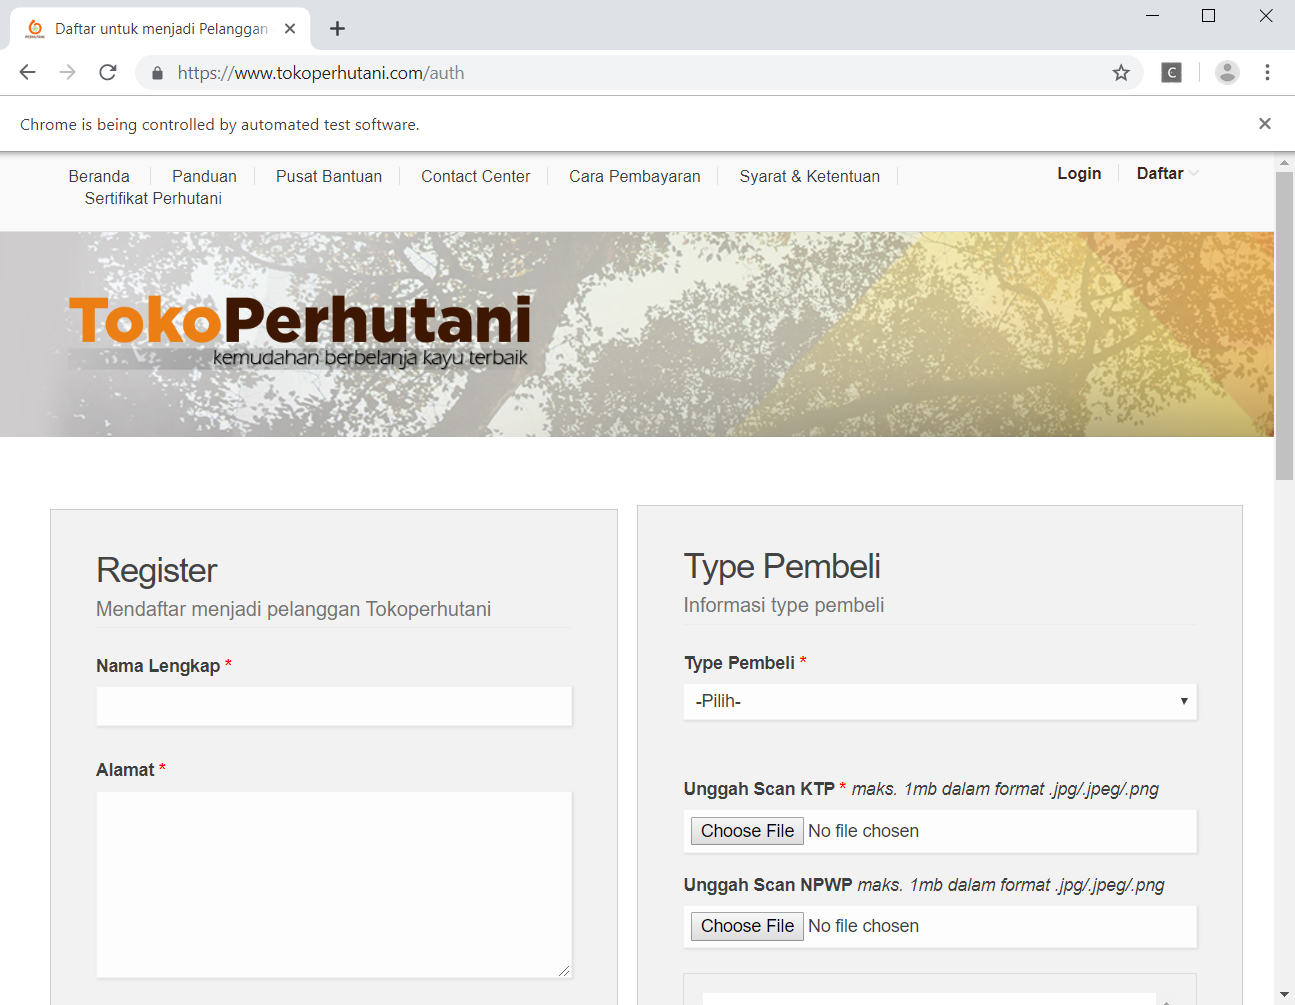 Daftar untuk menjadi Pelanggan
https://www.tokoperhutani.com/auth
C
Chrome is being controlled by automated test software.
Beranda
Panduan
Pusat Bantuan
Contact Center
Cara Pembayaran
Syarat & Ketentuan
Sertifikat Perhutani
Login
Daftar
TokoPerhutani
kemudahan berbelanja kayu terbaik
Register
Mendaftar menjadi pelanggan Tokoperhutani
Nama Lengkap *
Alamat *
Type Pembeli
Informasi type pembeli
Type Pembeli *
-Pilih-
Unggah Scan KTP * maks. 1mb dalam format .jpg/.jpeg/.png
Choose File No file chosen
Unggah Scan NPWP maks. 1mb dalam format .jpg/.jpeg/.png
Choose File No file chosen